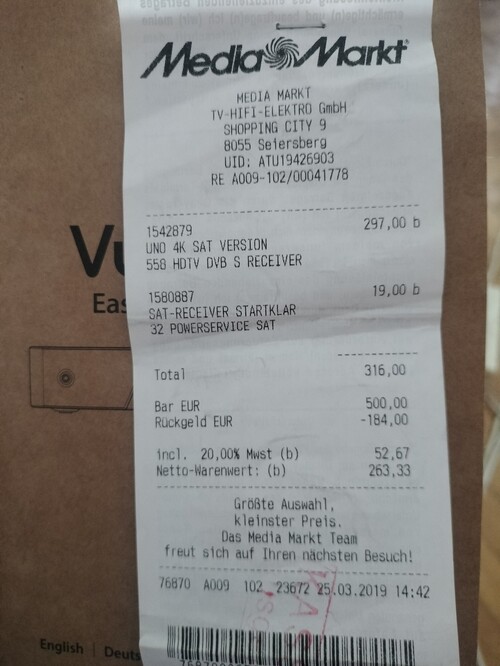 Media Markt
MEDIA MARKT
TV-HIFI-ELEKTRO GmbH
SHOPPING CITY 9
8055 Seiersberg
UID: ATU19426903
RE A009-102/00041778
1542879 297,00 b
UNO 4K SAT VERSION
558 HDTV DVB S RECEIVER
1580887 19,00 b
SAT-RECEIVER STARTKLAR
32 POWERSERVICE SAT
Total 316,00
Bar EUR 500,00
Rückgeld EUR -184,00
incl. 20,00% Mwst (b) 52,67
Netto-Warenwert: (b) 263,33
Größte Auswahl,
kleinster Preis.
Das Media Markt Team
freut sich auf Ihren nächsten Besuch!
76870 A009 102 23672 25.03.2019 14:42
English | Deuts